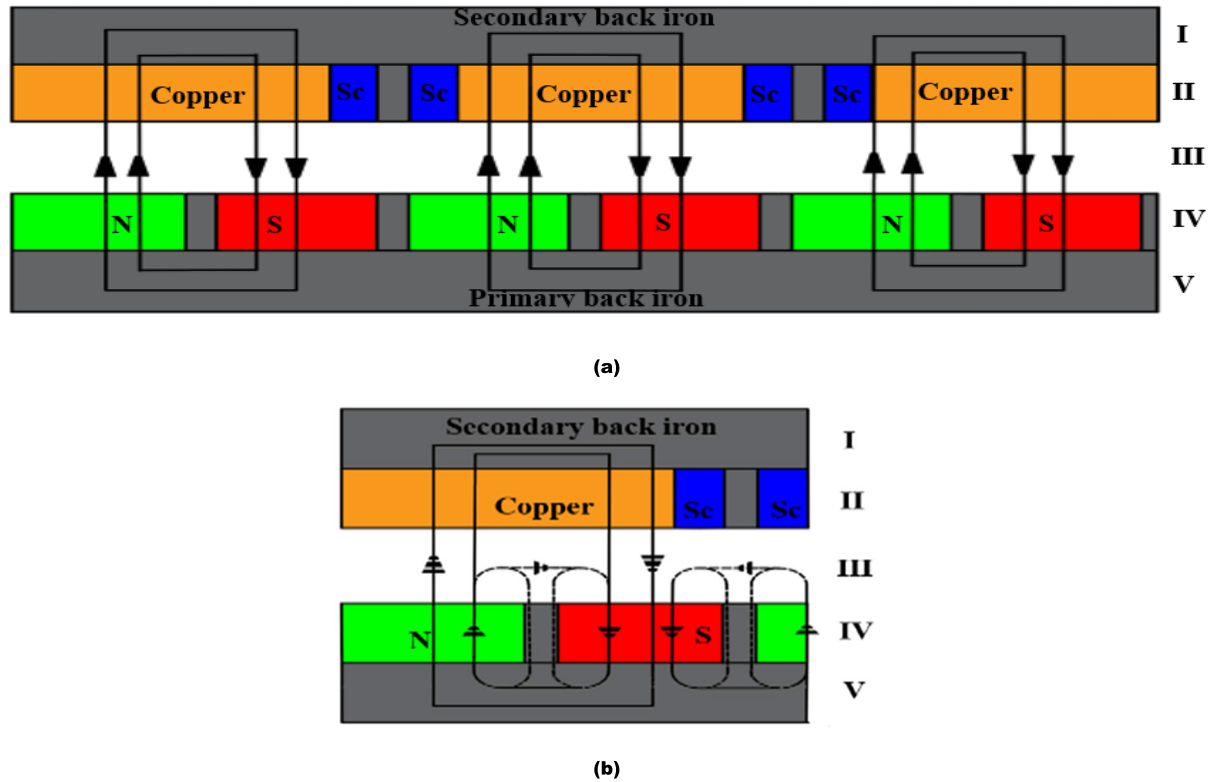 Secondary back iron
I
Copper Sc Sc Copper Sc Sc Copper
II
III
N S N S N S
IV
Primary back iron
V
(a)
Secondary back iron
I
Copper Sc Sc
II
III
N S
IV
V
(b)